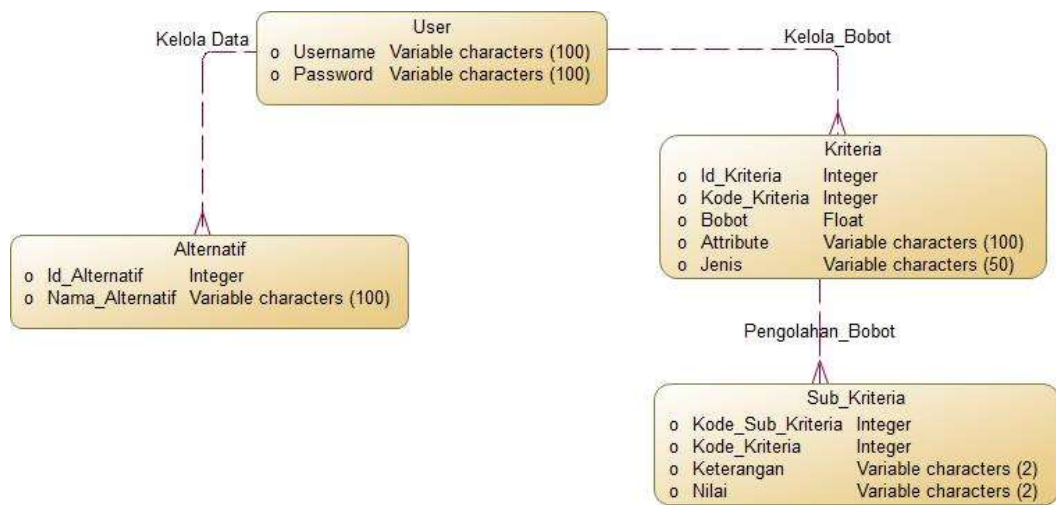 User
o Username Variable characters (100)
o Password Variable characters (100)
Kelola Data
Kelola_Bobot
Kriteria
o Id_Kriteria Integer
o Kode_Kriteria Integer
o Bobot Float
o Attribute Variable characters (100)
o Jenis Variable characters (50)
Alternatif
o Id_Alternatif Integer
o Nama_Alternatif Variable characters (100)
Pengolahan_Bobot
Sub_Kriteria
o Kode_Sub_Kriteria Integer
o Kode_Kriteria Integer
o Keterangan Variable characters (2)
o Nilai Variable characters (2)